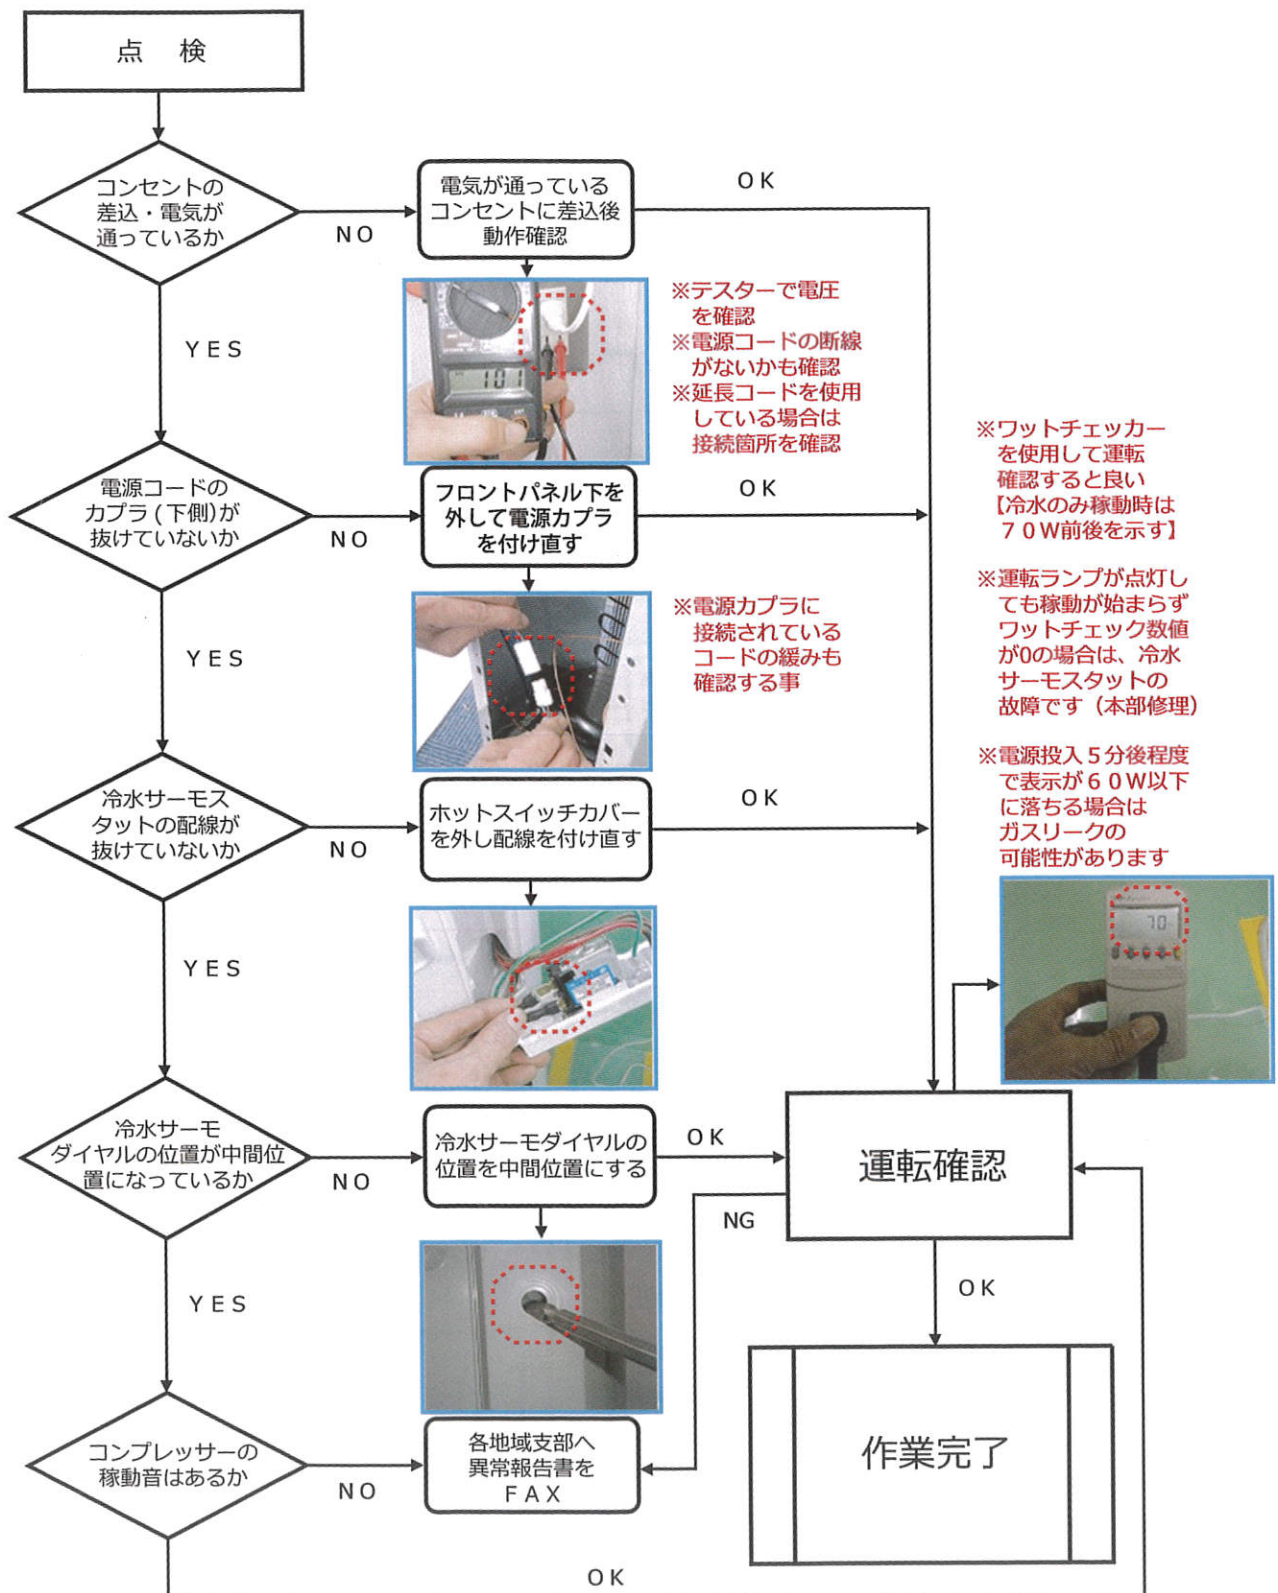 点 検
コンセントの
差込・電気が
通っているか
NO
電気が通っている
コンセントに差込後
動作確認
OK
YES
101
※テスターで電圧
を確認
※電源コードの断線
がないかも確認
※延長コードを使用
している場合は
接続箇所を確認
電源コードの
カプラ(下側)が
抜けていないか
NO
フロントパネル下を
外して電源カプラ
を付け直す
OK
YES
※電源カプラに
接続されている
コードの緩みも
確認する事
※ワットチェッカー
を使用して運転
確認すると良い
【冷水のみ稼動時は
70W前後を示す】
※運転ランプが点灯し
ても稼動が始まらず
ワットチェック数値
が0の場合は、冷水
サーモスタットの
故障です（本部修理）
※電源投入5分後程度
で表示が60W以下
に落ちる場合は
ガスリークの
可能性があります
70
冷水サーモス
タットの配線が
抜けていないか
NO
ホットスイッチカバー
を外し配線を付け直す
OK
YES
冷水サーモ
ダイヤルの位置が中間位
置になっているか
NO
冷水サーモダイヤルの
位置を中間位置にする
OK
運転確認
NG
OK
YES
コンプレッサーの
稼動音はあるか
NO
各地域支部へ
異常報告書を
FAX
作業完了
OK